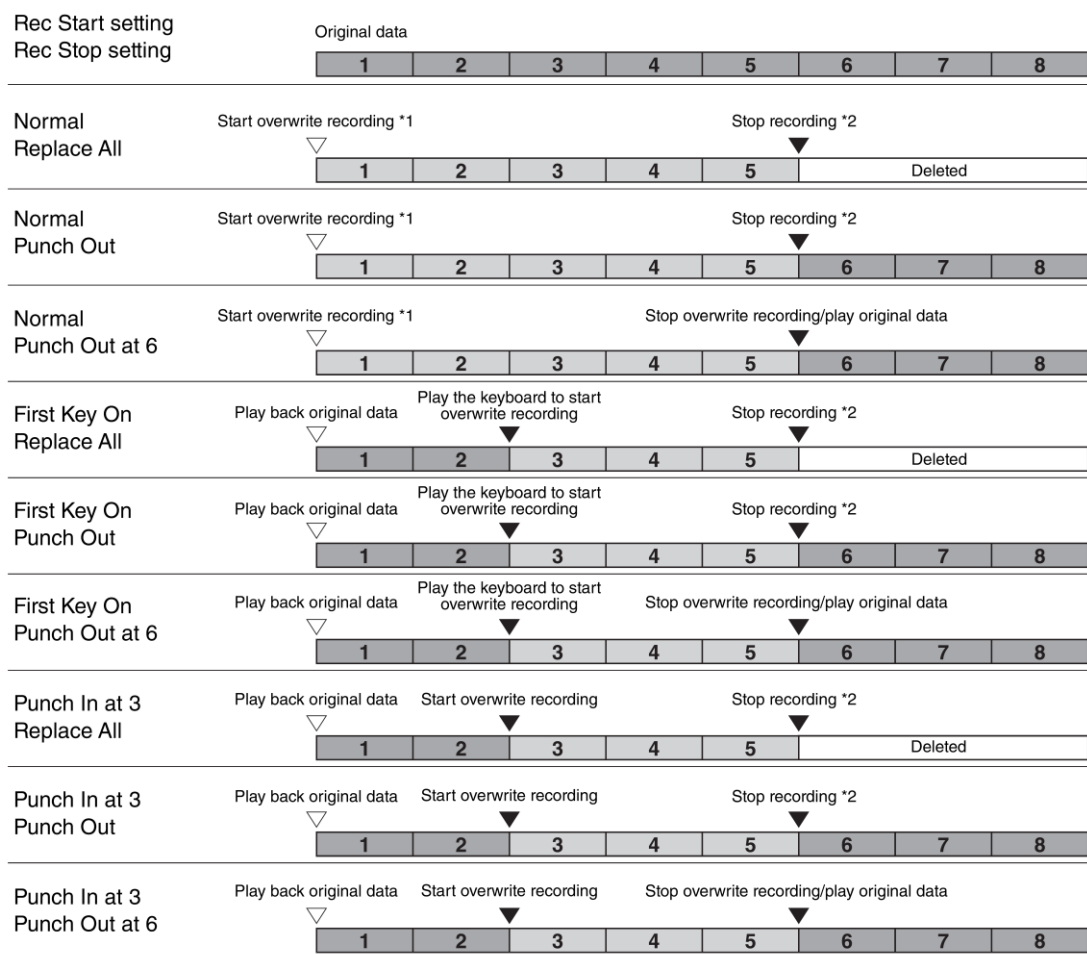 Rec Start setting
Rec Stop setting
Original data
1 2 3 4 5 6 7 8
Normal
Replace All
Start overwrite recording *1
Stop recording *2
1 2 3 4 5 Deleted
Normal
Punch Out
Start overwrite recording *1
Stop recording *2
1 2 3 4 5 6 7 8
Normal
Punch Out at 6
Start overwrite recording *1
Stop overwrite recording/play original data
1 2 3 4 5 6 7 8
First Key On
Replace All
Play back original data
Play the keyboard to start
overwrite recording
Stop recording *2
1 2 3 4 5 Deleted
First Key On
Punch Out
Play back original data
Play the keyboard to start
overwrite recording
Stop recording *2
1 2 3 4 5 6 7 8
First Key On
Punch Out at 6
Play back original data
Play the keyboard to start
overwrite recording
Stop overwrite recording/play original data
1 2 3 4 5 6 7 8
Punch In at 3
Replace All
Play back original data
Start overwrite recording
Stop recording *2
1 2 3 4 5 Deleted
Punch In at 3
Punch Out
Play back original data
Start overwrite recording
Stop recording *2
1 2 3 4 5 6 7 8
Punch In at 3
Punch Out at 6
Play back original data
Start overwrite recording
Stop overwrite recording/play original data
1 2 3 4 5 6 7 8